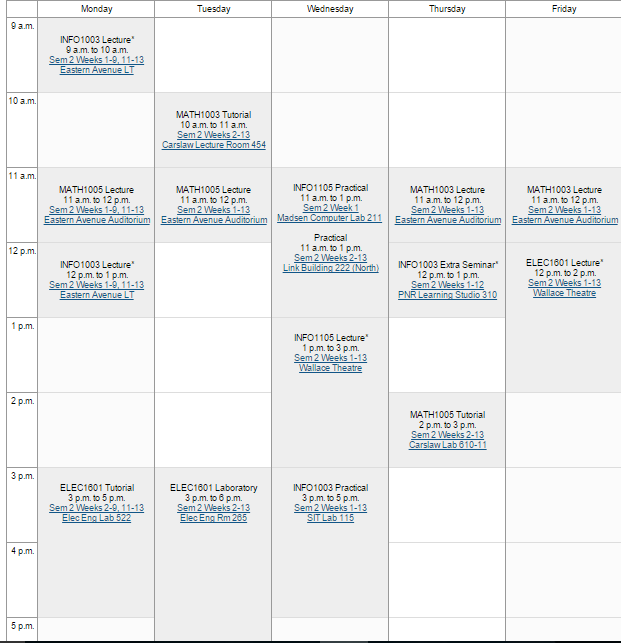 Monday Tuesday Wednesday Thursday Friday
9 a.m.
INFO1003 Lecture*
9 a.m. to 10 a.m.
Sem 2 Weeks 1-9, 11-13
Eastern Avenue LT
10 a.m.
MATH1003 Tutorial
10 a.m. to 11 a.m.
Sem 2 Weeks 2-13
Carslaw Lecture Room 454
11 a.m.
MATH1005 Lecture
11 a.m. to 12 p.m.
Sem 2 Weeks 1-9, 11-13
Eastern Avenue Auditorium
MATH1005 Lecture
11 a.m. to 12 p.m.
Sem 2 Weeks 1-13
Eastern Avenue Auditorium
INFO1105 Practical
11 a.m. to 1 p.m.
Sem 2 Week 1
Madsen Computer Lab 211
Practical
11 a.m. to 1 p.m.
Sem 2 Weeks 2-13
Link Building 222 (North)
MATH1003 Lecture
11 a.m. to 12 p.m.
Sem 2 Weeks 1-13
Eastern Avenue Auditorium
MATH1003 Lecture
11 a.m. to 12 p.m.
Sem 2 Weeks 1-13
Eastern Avenue Auditorium
12 p.m.
INFO1003 Lecture*
12 p.m. to 1 p.m.
Sem 2 Weeks 1-9, 11-13
Eastern Avenue LT
INFO1003 Extra Seminar*
12 p.m. to 1 p.m.
Sem 2 Weeks 1-12
PNR Learning Studio 310
ELEC1601 Lecture*
12 p.m. to 2 p.m.
Sem 2 Weeks 1-13
Wallace Theatre
1 p.m.
INFO1105 Lecture*
1 p.m. to 3 p.m.
Sem 2 Weeks 1-13
Wallace Theatre
2 p.m.
MATH1005 Tutorial
2 p.m. to 3 p.m.
Sem 2 Weeks 2-13
Carslaw Lab 610-11
3 p.m.
ELEC1601 Tutorial
3 p.m. to 5 p.m.
Sem 2 Weeks 2-9, 11-13
Elec Eng Lab 522
ELEC1601 Laboratory
3 p.m. to 6 p.m.
Sem 2 Weeks 2-13
Elec Eng Rm 265
INFO1003 Practical
3 p.m. to 5 p.m.
Sem 2 Weeks 1-13
SIT Lab 115
4 p.m.
5 p.m.